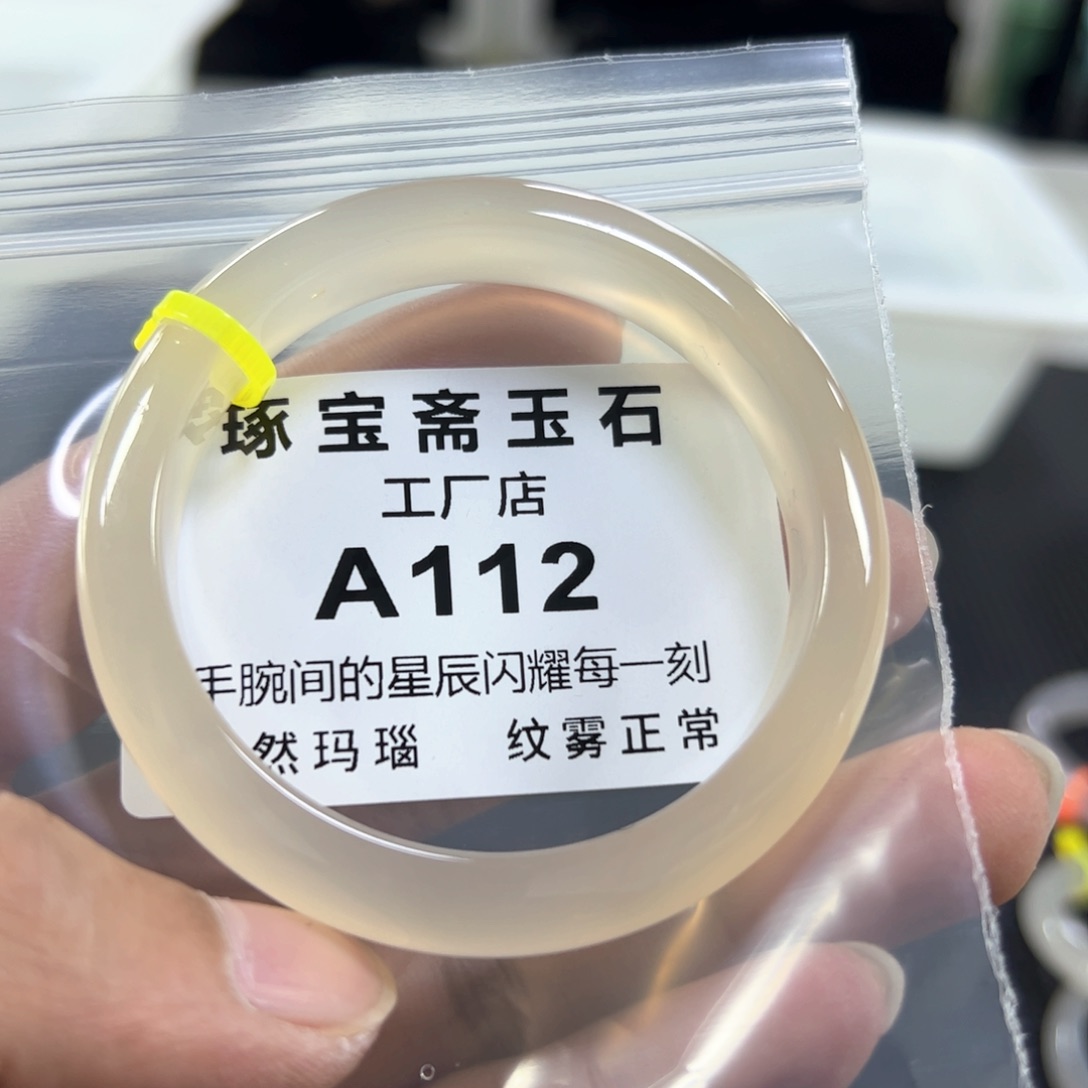 琢宝斋玉石
工厂店
A112
手腕间的星辰闪耀每一刻
然玛瑙 纹雾正常